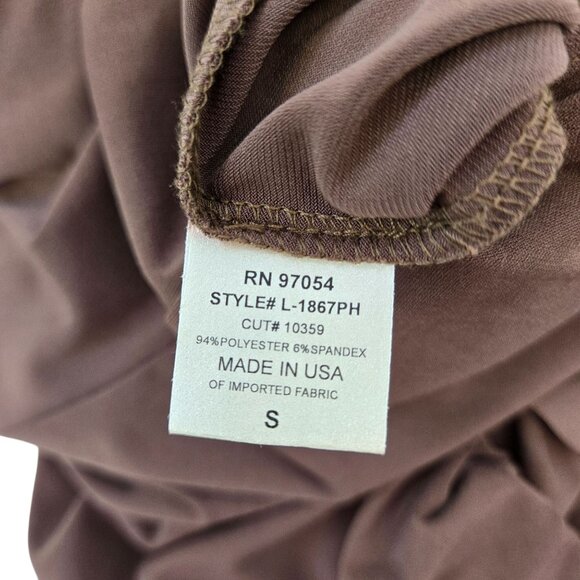 RN 97054
STYLE# L-1867PH
CUT# 10359
94%POLYESTER 6%SPANDEX
MADE IN USA
OF IMPORTED FABRIC
S